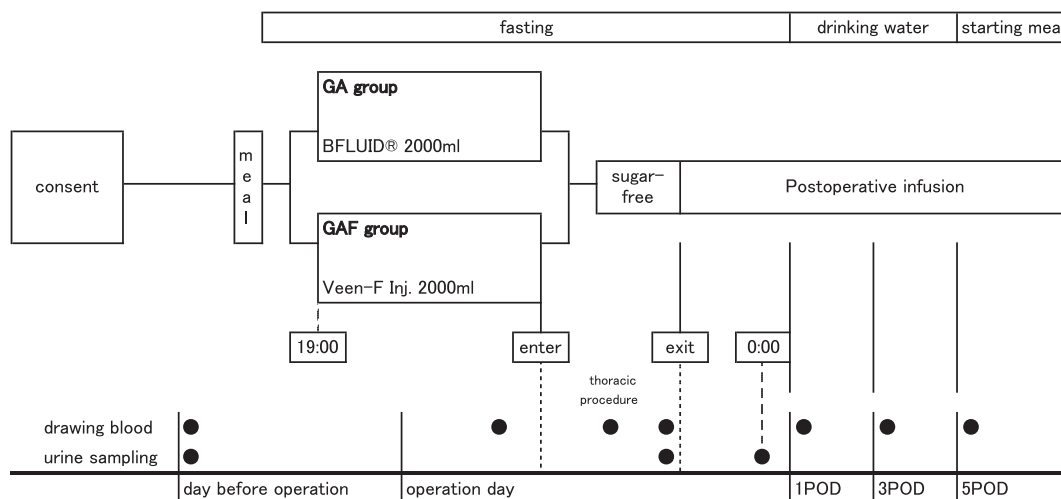 fasting
drinking water
starting mea
GA group
BFLUID® 2000ml
consent
m
e
a
l
sugar-
free
Postoperative infusion
GAF group
Veen-F Inj. 2000ml
19:00
enter
exit
0:00
thoracic
procedure
drawing blood
urine sampling
day before operation
operation day
1POD
3POD
5POD